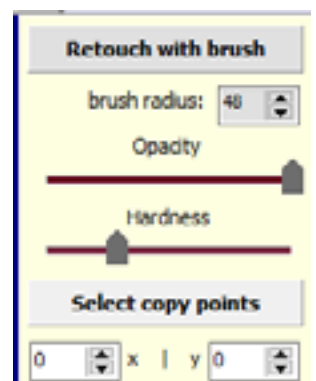 Retouch with brush
brush radius: 48
Opacity
Hardness
Select copy points
0 x | y 0